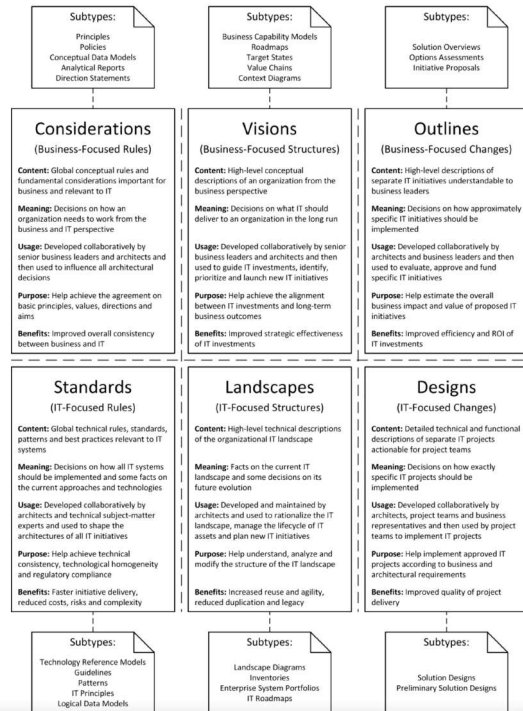 Subtypes:
Principles
Policies
Conceptual Data Models
Analytical Reports
Direction Statements
Subtypes:
Business Capability Models
Roadmaps
Target States
Value Chains
Context Diagrams
Subtypes:
Solution Overviews
Options Assessments
Initiative Proposals
Considerations
(Business-Focused Rules)
Content: Global conceptual rules and
fundamental considerations important for
business and relevant to IT
Meaning: Decisions on how an
organization needs to work from the
business and IT perspective
Usage: Developed collaboratively by
senior business leaders and architects and
then used to influence all architectural
decisions
Purpose: Help achieve the agreement on
basic principles, values, directions and
aims
Benefits: Improved overall consistency
between business and IT
Visions
(Business-Focused Structures)
Content: High-level conceptual
descriptions of an organization from the
business perspective
Meaning: Decisions on what IT should
deliver to an organization in the long run
Usage: Developed collaboratively by senior
business leaders and architects and then
used to guide IT investments, identify,
prioritize and launch new IT initiatives
Purpose: Help achieve the alignment
between IT investments and long-term
business outcomes
Benefits: Improved strategic effectiveness
of IT investments
Outlines
(Business-Focused Changes)
Content: High-level descriptions of
separate IT initiatives understandable to
business leaders
Meaning: Decisions on how approximately
specific IT initiatives should be
implemented
Usage: Developed collaboratively by
architects and business leaders and then
used to evaluate, approve and fund
specific IT initiatives
Purpose: Help estimate the overall
business impact and value of proposed IT
initiatives
Benefits: Improved efficiency and ROI of
IT investments
Standards
(IT-Focused Rules)
Content: Global technical rules, standards,
patterns and best practices relevant to IT
systems
Meaning: Decisions on how all IT systems
should be implemented and some facts on
the current approaches and technologies
Usage: Developed collaboratively by
architects and technical subject-matter
experts and used to shape the
architectures of all IT initiatives
Purpose: Help achieve technical
consistency, technological homogeneity
and regulatory compliance
Benefits: Faster initiative delivery,
reduced costs, risks and complexity
Landscapes
(IT-Focused Structures)
Content: High-level technical descriptions
of the organizational IT landscape
Meaning: Facts on the current IT
landscape and some decisions on its
future evolution
Usage: Developed and maintained by
architects and used to rationalize the IT
landscape, manage the lifecycle of IT
assets and plan new IT initiatives
Purpose: Help understand, analyze and
modify the structure of the IT landscape
Benefits: Increased reuse and agility,
reduced duplication and legacy
Designs
(IT-Focused Changes)
Content: Detailed technical and functional
descriptions of separate IT projects
actionable for project teams
Meaning: Decisions on how exactly
specific IT projects should be
implemented
Usage: Developed collaboratively by
architects, project teams and business
representatives and then used by project
teams to implement IT projects
Purpose: Help implement approved IT
projects according to business and
architectural requirements
Benefits: Improved quality of project
delivery
Subtypes:
Technology Reference Models
Guidelines
Patterns
IT Principles
Logical Data Models
Subtypes:
Landscape Diagrams
Inventories
Enterprise System Portfolios
IT Roadmaps
Subtypes:
Solution Designs
Preliminary Solution Designs